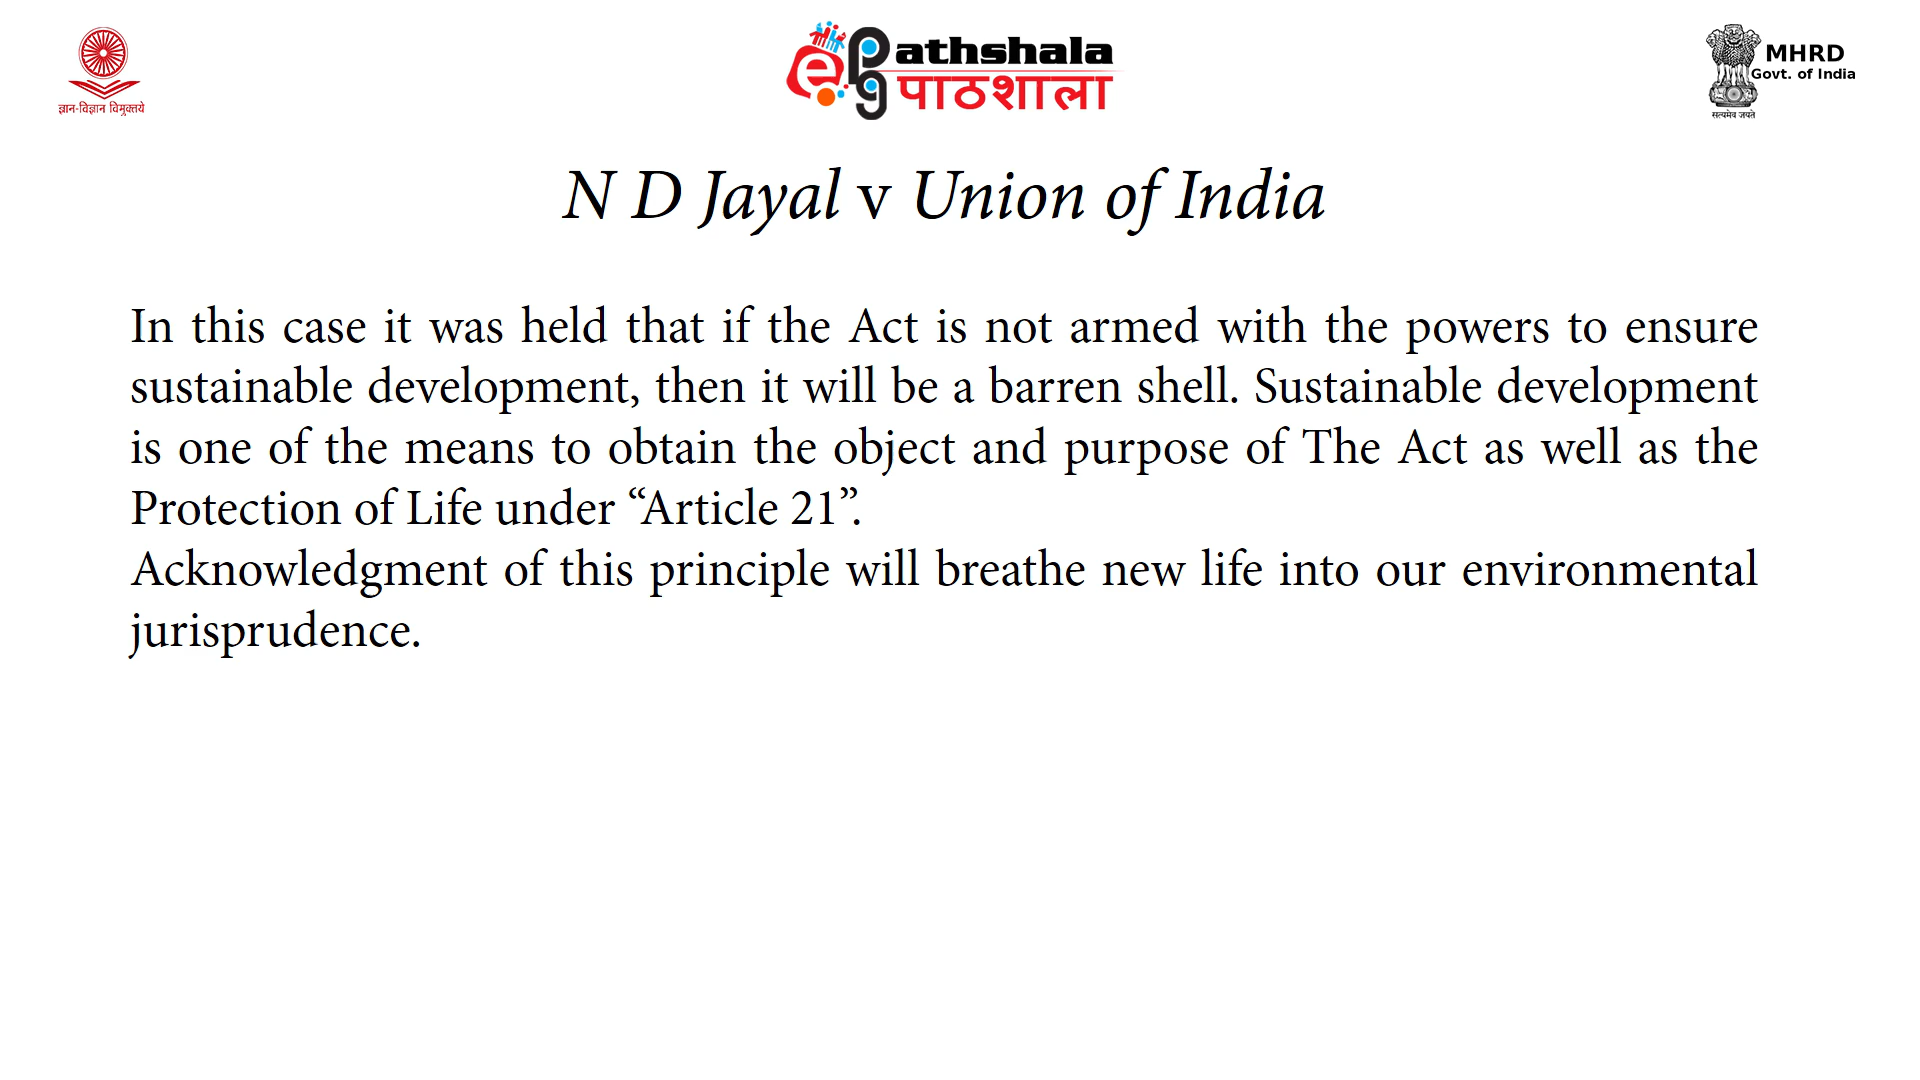 ज्ञान-विज्ञान विमुक्तये
ePg Pathshala
पाठशाला
MHRD
Govt. of India
सत्यमेव जयते
N D Jayal v Union of India
In this case it was held that if the Act is not armed with the powers to ensure
sustainable development, then it will be a barren shell. Sustainable development
is one of the means to obtain the object and purpose of The Act as well as the
Protection of Life under “Article 21”.
Acknowledgment of this principle will breathe new life into our environmental
jurisprudence.